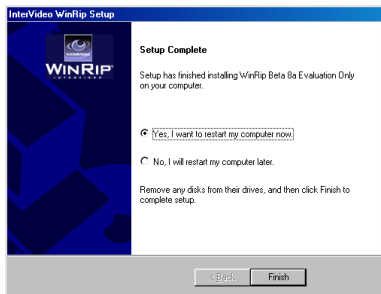 InterVideo WinRip Setup
WINRIP
INTERVIDEO
Setup Complete
Setup has finished installing WinRip Beta 8a Evaluation Only
on your computer.
Yes, I want to restart my computer now.
No, I will restart my computer later.
Remove any disks from their drives, and then click Finish to
complete setup.
< Back
Finish